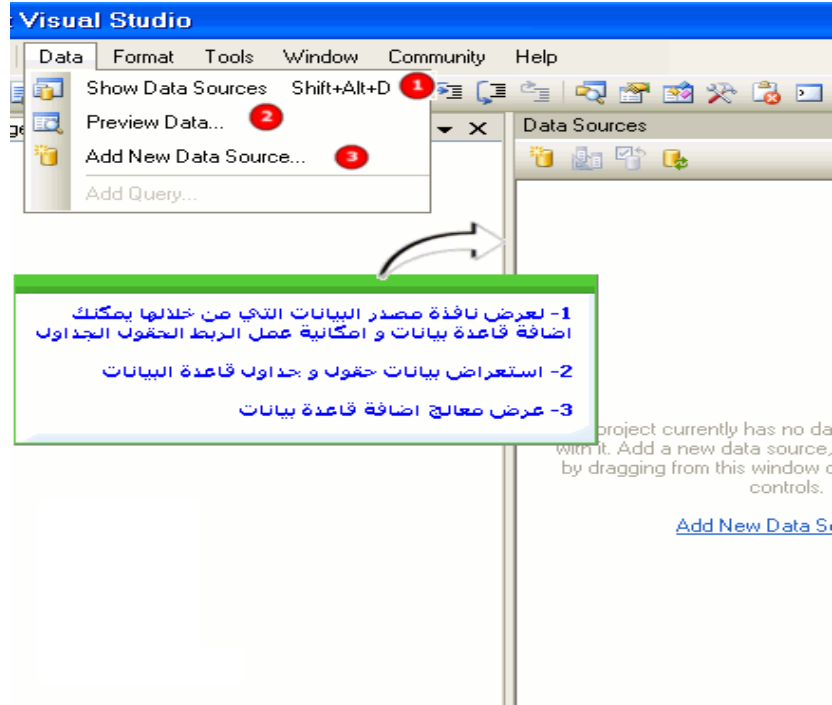 Visual Studio
Data Format Tools Window Community Help
Show Data Sources Shift+Alt+D 1
Preview Data... 2
Add New Data Source... 3
Add Query...
Data Sources
1- لعرض نافذة مصدر البيانات التي من خلالها يمكنك
اضافة قاعدة بيانات و امكانية عمل الربط الحقول الجداول
2- استعراض بيانات حقول و جداول قاعدة البيانات
3- عرض معالج اضافة قاعدة بيانات
project currently has no
with it. Add a new data source,
by dragging from this window
controls.
Add New Data